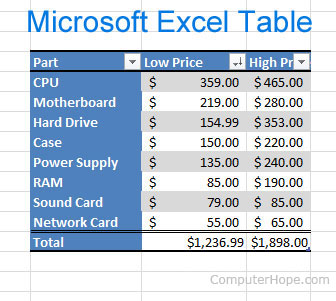 Microsoft Excel Table
Part Low Price High Pr
CPU $ 359.00 $ 465.00
Motherboard $ 219.00 $ 280.00
Hard Drive $ 154.99 $ 353.00
Case $ 150.00 $ 220.00
Power Supply $ 135.00 $ 240.00
RAM $ 85.00 $ 190.00
Sound Card $ 79.00 $ 85.00
Network Card $ 55.00 $ 65.00
Total $1,236.99 $1,898.00
ComputerHope.com